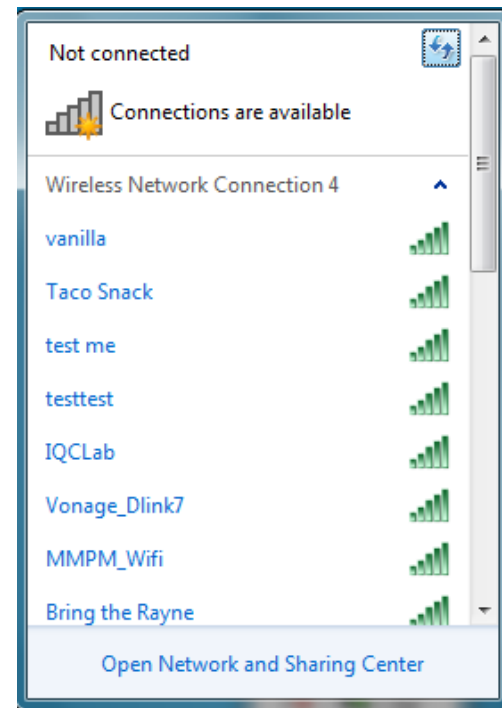 Not connected
Connections are available
Wireless Network Connection 4
vanilla
Taco Snack
test me
testtest
IQCLab
Vonage_Dlink7
MMPM_Wifi
Bring the Rayne
Open Network and Sharing Center